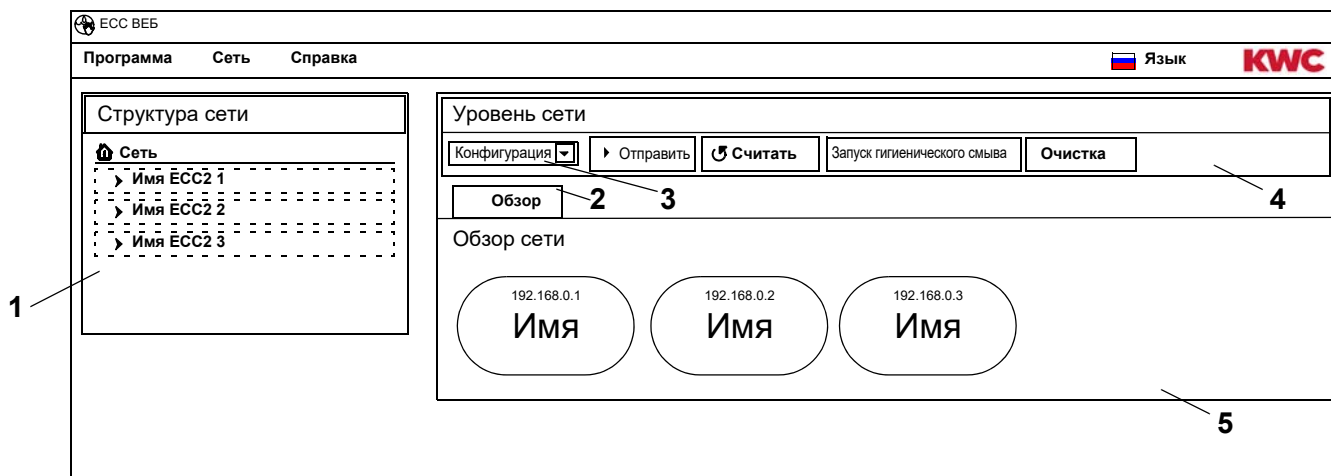 ECC ВЕБ
Программа Сеть Справка Язык KWC
Структура сети
Сеть
Имя ECC2 1
Имя ECC2 2
Имя ECC2 3
1
Уровень сети
Конфигурация Отправить Считать Запуск гигиенического смыва Очистка
Обзор 2 3 4
Обзор сети
192.168.0.1 192.168.0.2 192.168.0.3
Имя Имя Имя
5